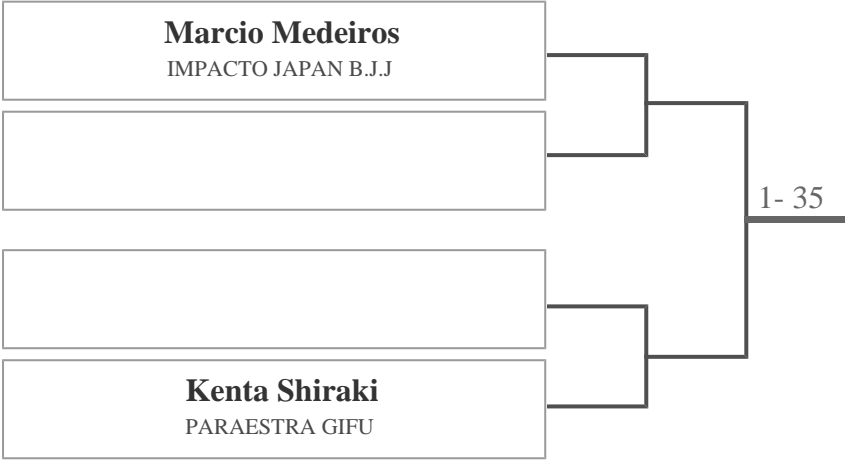 Marcio Medeiros
IMPACTO JAPAN B.J.J
1- 35
Kenta Shiraki
PARAESTRA GIFU